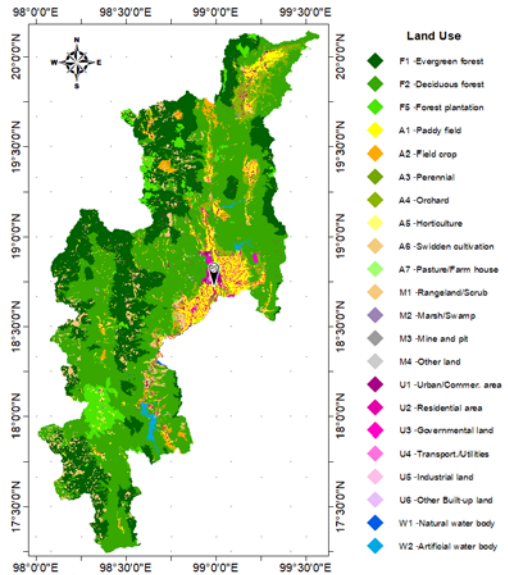 98°0'0"E 98°30'0"E 99°0'0"E 99°30'0"E
N
W E
S
20°0'0"N
19°30'0"N
19°0'0"N
18°30'0"N
18°0'0"N
17°30'0"N
20°0'0"N
19°30'0"N
19°0'0"N
18°30'0"N
18°0'0"N
17°30'0"N
98°0'0"E 98°30'0"E 99°0'0"E 99°30'0"E
Land Use
F1 -Evergreen forest
F2 -Deciduous forest
F5 -Forest plantation
A1 -Paddy field
A2 -Field crop
A3 -Perennial
A4 -Orchard
A5 -Horticulture
A6 -Swidden cultivation
A7 -Pasture/Farm house
M1 -Rangeland/Scrub
M2 -Marsh/Swamp
M3 -Mine and pit
M4 -Other land
U1 -Urban/Commer. area
U2 -Residential area
U3 -Governmental land
U4 -Transport./Utilities
U5 -Industrial land
U6 -Other Built-up land
W1 -Natural water body
W2 -Artificial water body